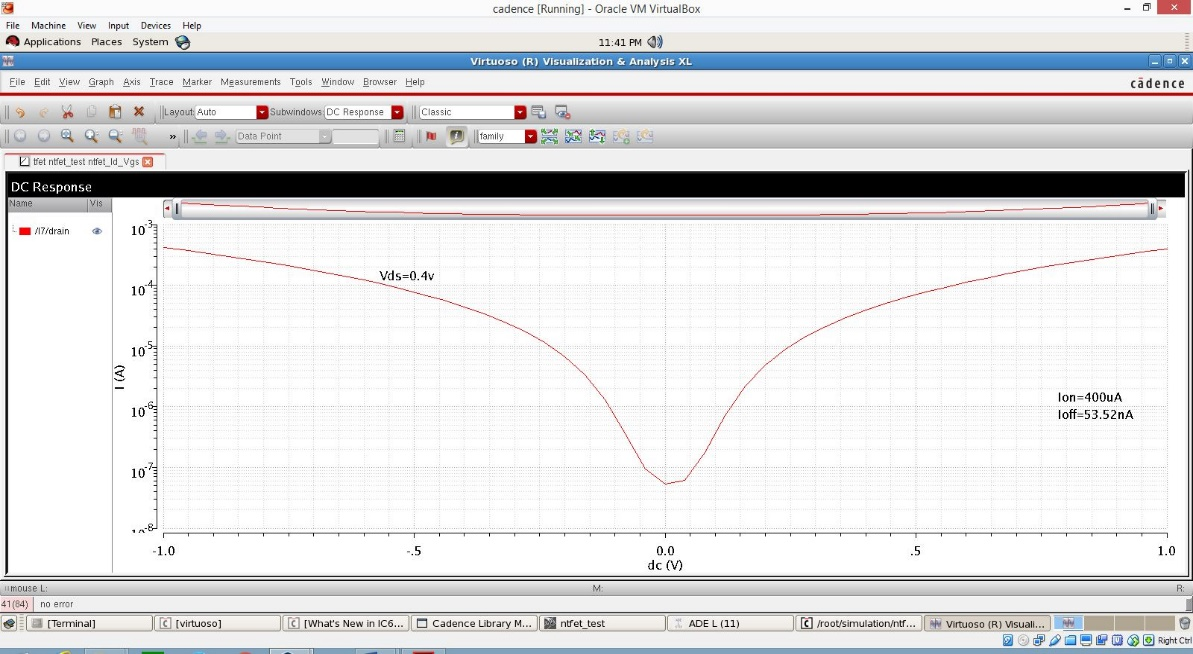 cadence [Running] - Oracle VM VirtualBox
File Machine View Input Devices Help
Applications Places System
11:41 PM
Virtuoso (R) Visualization & Analysis XL
File Edit View Graph Axis Trace Marker Measurements Tools Window Browser Help
cādence
Layout: Auto Subwindows: DC Response Classic
» Data Point family
tfet ntfet_test ntfet_Id_Vgs
DC Response
Name Vis
/I7/drain
10-3
Vds=0.4v
10-4
10-5
I (A)
Ion=400uA
10-6
Ioff=53.52nA
10-7
10-8
-1.0 -.5 0.0 .5 1.0
dc (V)
mouse L: M: R:
41(84) no error
[Terminal] [virtuoso] [What's New in IC6... Cadence Library M... ntfet_test ADE L (11) /root/simulation/ntf... Virtuoso (R) Visuali...
Right Ctrl